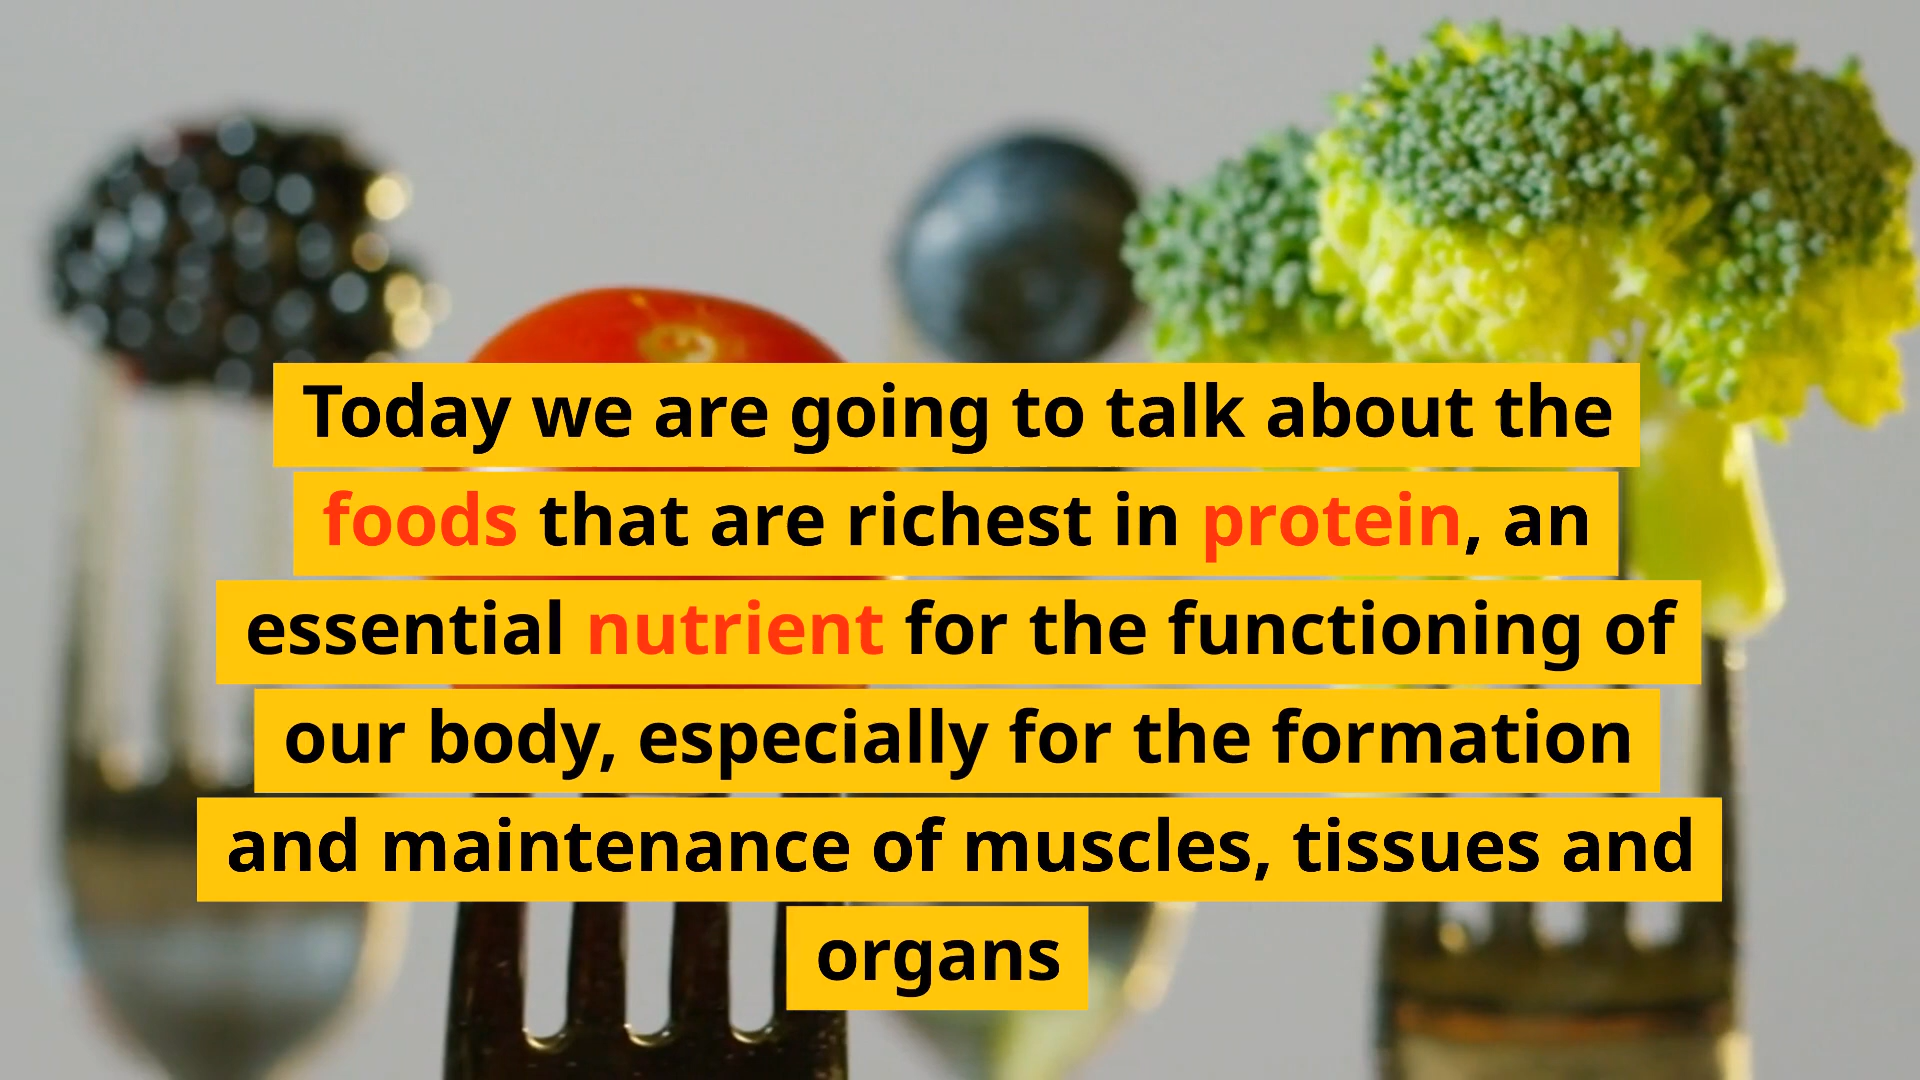 Today we are going to talk about the
foods that are richest in protein, an
essential nutrient for the functioning of
our body, especially for the formation
and maintenance of muscles, tissues and
organs